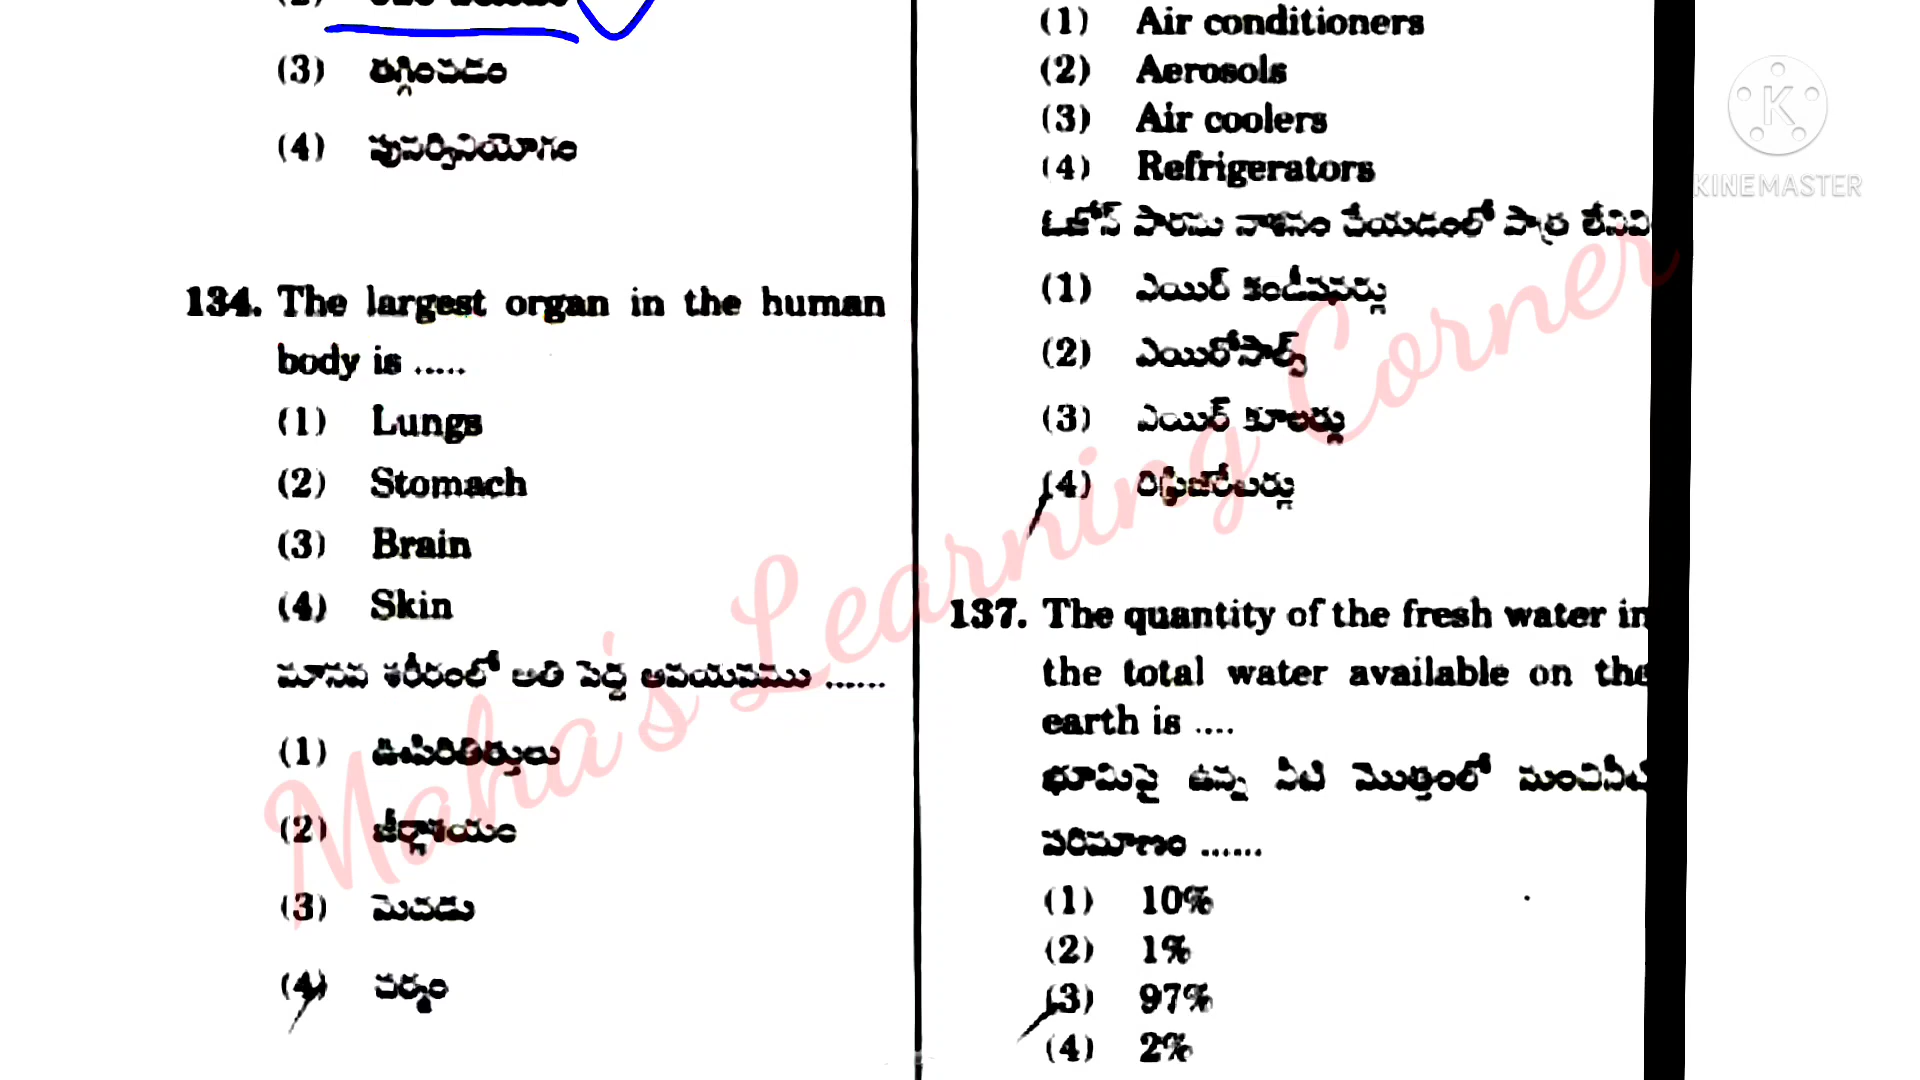 (3) తగ్గించడం
(4) పునర్వినియోగం
134. The largest organ in the human
body is .....
(1) Lungs
(2) Stomach
(3) Brain
(4) Skin
మానవ శరీరంలో అతి పెద్ద అవయవము ......
(1) ఊపిరితిత్తులు
(2) జీర్ణాశయం
(3) మెదడు
(4) చర్మం
(1) Air conditioners
(2) Aerosols
(3) Air coolers
(4) Refrigerators
ఓజోన్ పొరను నాశనం చేయడంలో పాత్ర లేనివి
(1) ఎయిర్ కండీషనర్లు
(2) ఎయిరోసాల్స్
(3) ఎయిర్ కూలర్లు
(4) రిఫ్రిజిరేటర్లు
137. The quantity of the fresh water in
the total water available on the
earth is ....
భూమిపై ఉన్న నీటి మొత్తంలో మంచినీటి
పరిమాణం ......
(1) 10%
(2) 1%
(3) 97%
(4) 2%
Maha's Learning Corner
K
KINEMASTER